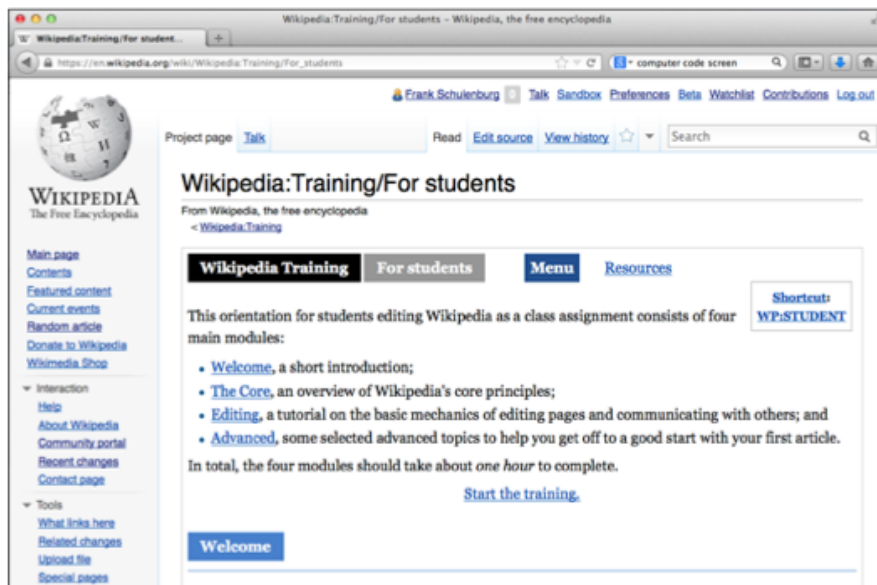 Wikipedia:Training/For students – Wikipedia, the free encyclopedia
W Wikipedia:Training/For student... +
https://en.wikipedia.org/wiki/Wikipedia:Training/For_students
computer code screen
Frank Schulenburg 0 Talk Sandbox Preferences Beta Watchlist Contributions Log out
Project page Talk Read Edit source View history Search
WIKIPEDIA
The Free Encyclopedia
Main page
Contents
Featured content
Current events
Random article
Donate to Wikipedia
Wikimedia Shop
Interaction
Help
About Wikipedia
Community portal
Recent changes
Contact page
Tools
What links here
Related changes
Upload file
Special pages
Wikipedia:Training/For students
From Wikipedia, the free encyclopedia
< Wikipedia:Training
Wikipedia Training For students Menu Resources
Shortcut:
WP:STUDENT
This orientation for students editing Wikipedia as a class assignment consists of four
main modules:
• Welcome, a short introduction;
• The Core, an overview of Wikipedia's core principles;
• Editing, a tutorial on the basic mechanics of editing pages and communicating with others; and
• Advanced, some selected advanced topics to help you get off to a good start with your first article.
In total, the four modules should take about one hour to complete.
Start the training.
Welcome